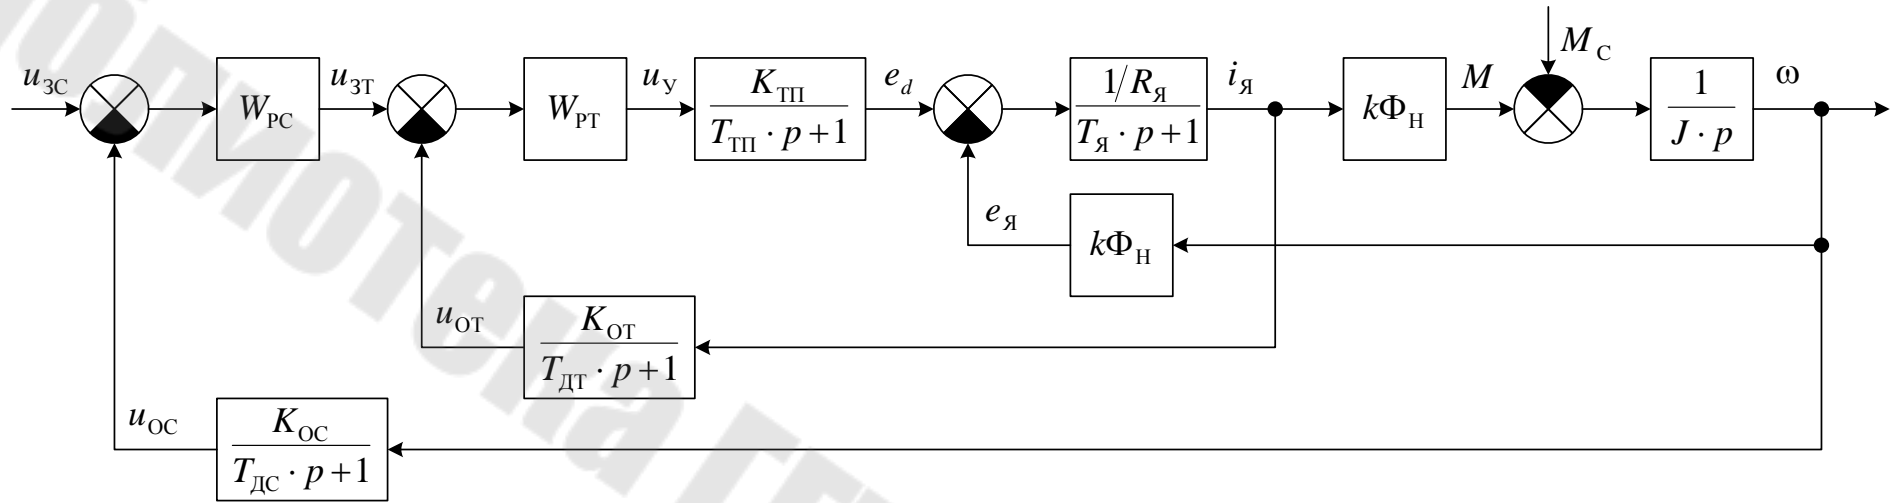 M_С
u_ЗС
W_РС
u_ЗТ
W_РТ
u_У
K_ТП
T_ТП · p + 1
e_d
1/R_Я
T_Я · p + 1
i_Я
kΦ_Н
M
1
J · p
ω
e_Я
kΦ_Н
u_ОТ
K_ОТ
T_ДТ · p + 1
u_ОС
K_ОС
T_ДС · p + 1